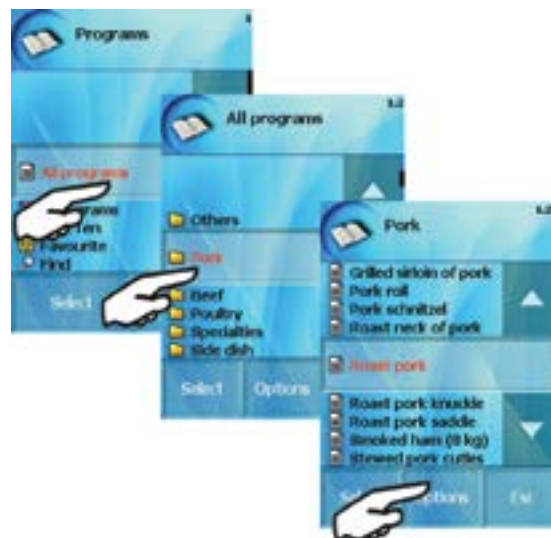 Programs
All programs
Favourite
Find
Select
All programs
Others
Pork
Beef
Poultry
Specialties
Side dish
Select Options
Pork
Grilled sirloin of pork
Pork roll
Pork schnitzel
Roast neck of pork
Roast pork
Roast pork knuckle
Roast pork saddle
Smoked ham (8 kg)
Stewed pork cutles